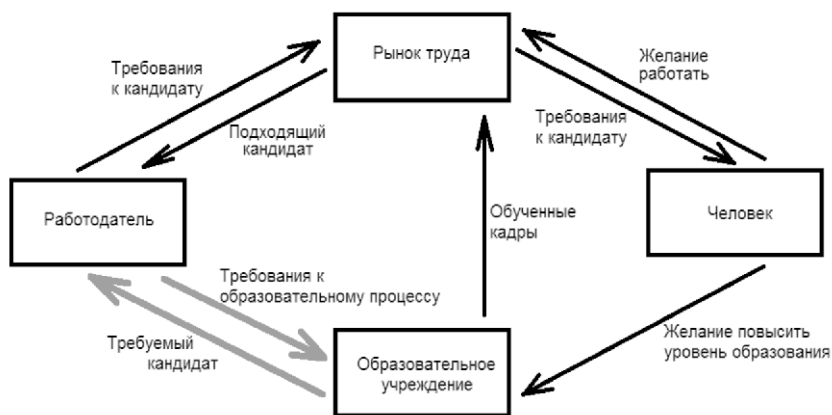 Рынок труда
Требования
к кандидату
Желание
работать
Подходящий
кандидат
Требования
к кандидату
Работодатель
Обученные
кадры
Человек
Требования к
образовательному процессу
Требуемый
кандидат
Образовательное
учреждение
Желание повысить
уровень образования